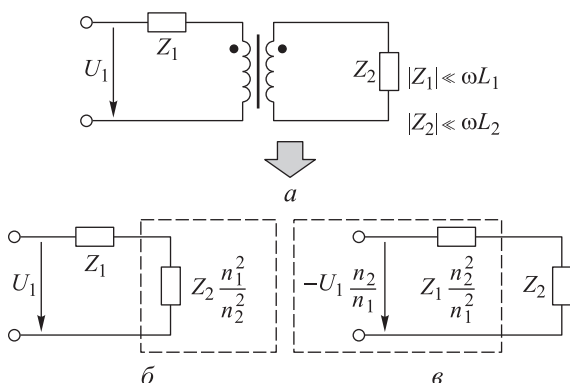 Z₁
U₁
Z₂
|Z₁| ≪ ωL₁
|Z₂| ≪ ωL₂
а
Z₁
U₁
Z₂ n₁²/n₂²
−U₁ n₂/n₁
Z₁ n₂²/n₁²
Z₂
б
в